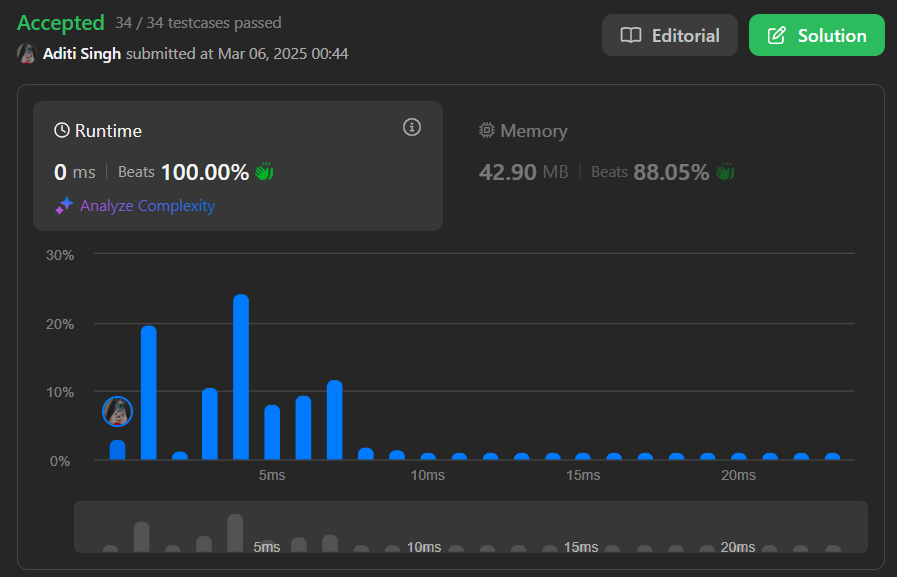 Accepted 34 / 34 testcases passed
Editorial
Solution
Aditi Singh submitted at Mar 06, 2025 00:44
Runtime
0 ms Beats 100.00%
Analyze Complexity
Memory
42.90 MB Beats 88.05%
30%
20%
10%
0%
5ms 10ms 15ms 20ms
5ms 10ms 15ms 20ms